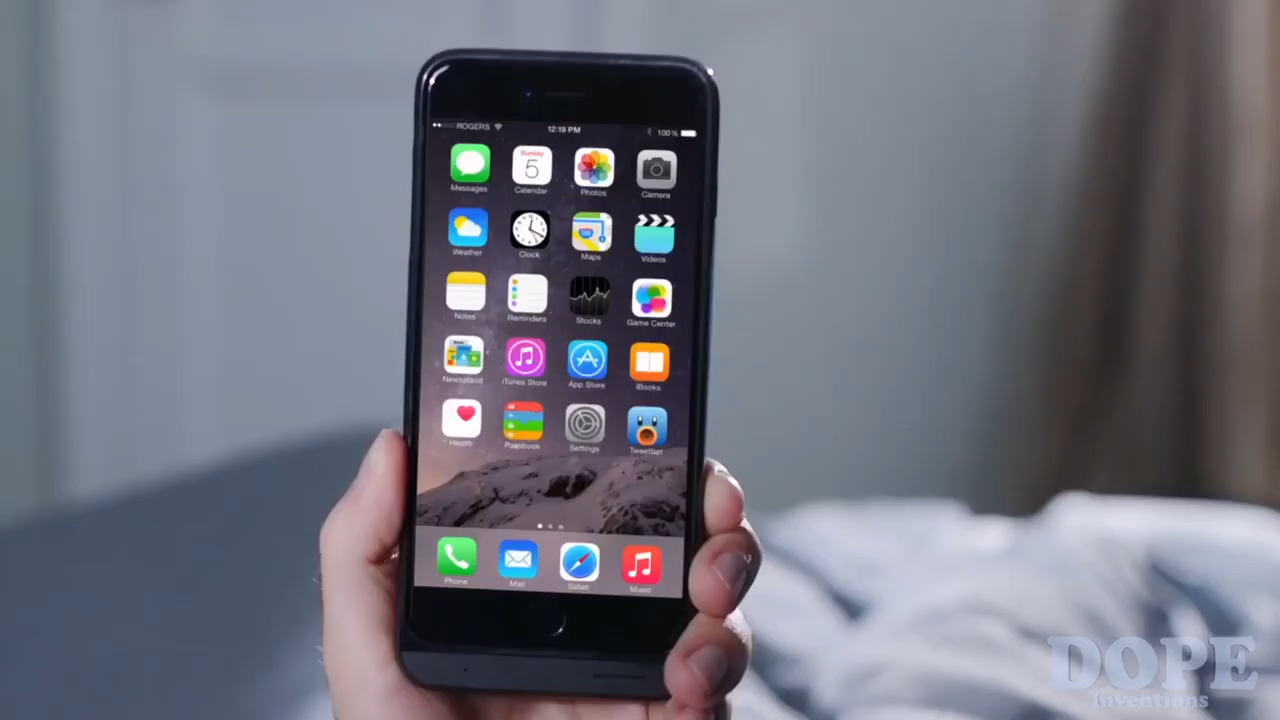 ROGERS 12:19 PM 100%
Sunday
5
Messages Calendar Photos Camera
Weather Clock Maps Videos
Notes Reminders Stocks Game Center
Newsstand iTunes Store App Store iBooks
Health Passbook Settings Tweetbot
Phone Mail Safari Music
DOPE
Inventions